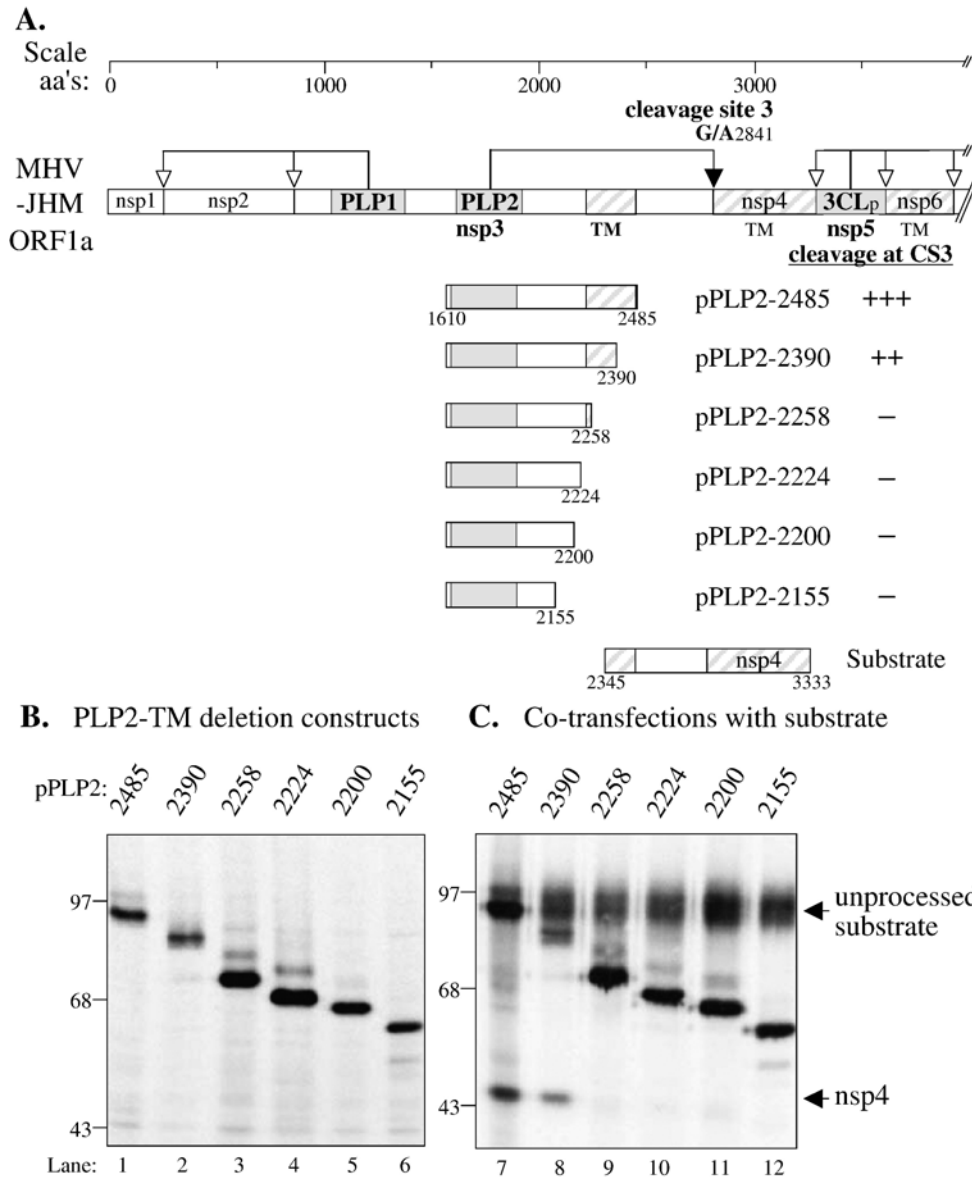 A.
Scale
aa's:
0 1000 2000 3000
cleavage site 3
G/A2841
MHV
-JHM
ORF1a
nsp1 nsp2 PLP1 PLP2 nsp4 3CLp nsp6
nsp3 TM TM nsp5 TM
cleavage at CS3
1610 2485 pPLP2-2485 +++
2390 pPLP2-2390 ++
2258 pPLP2-2258 –
2224 pPLP2-2224 –
2200 pPLP2-2200 –
2155 pPLP2-2155 –
nsp4 Substrate
2345 3333
B. PLP2-TM deletion constructs
pPLP2: 2485 2390 2258 2224 2200 2155
97
68
43
Lane: 1 2 3 4 5 6
C. Co-transfections with substrate
2485 2390 2258 2224 2200 2155
97
68
43
unprocessed
substrate
nsp4
7 8 9 10 11 12